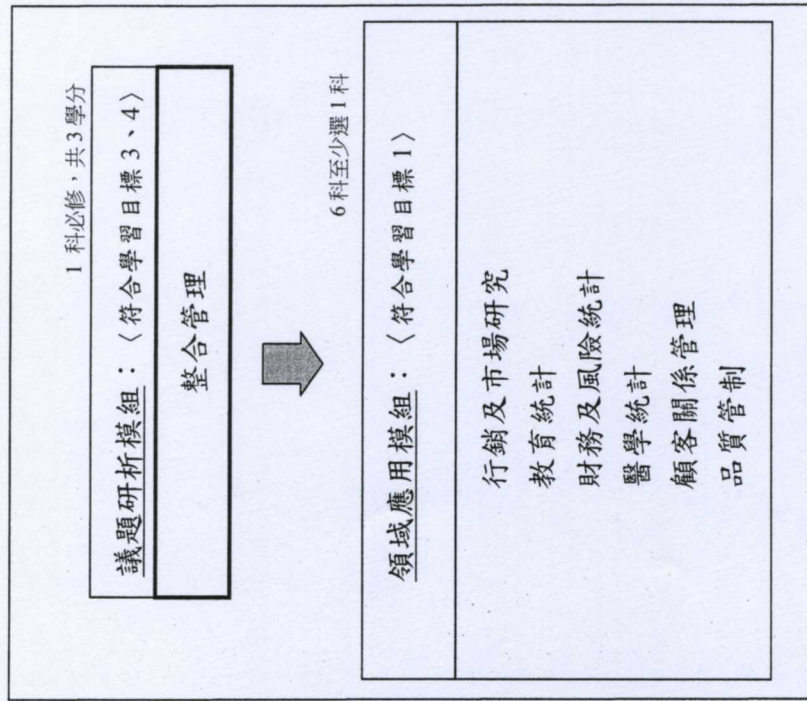 1 科必修，共 3 學分
議題研析模組：〈符合學習目標 3、4〉
整合管理
6 科至少選 1 科
領域應用模組：〈符合學習目標 1〉
行銷及市場研究
教育統計
財務及風險統計
醫學統計
顧客關係管理
品質管制